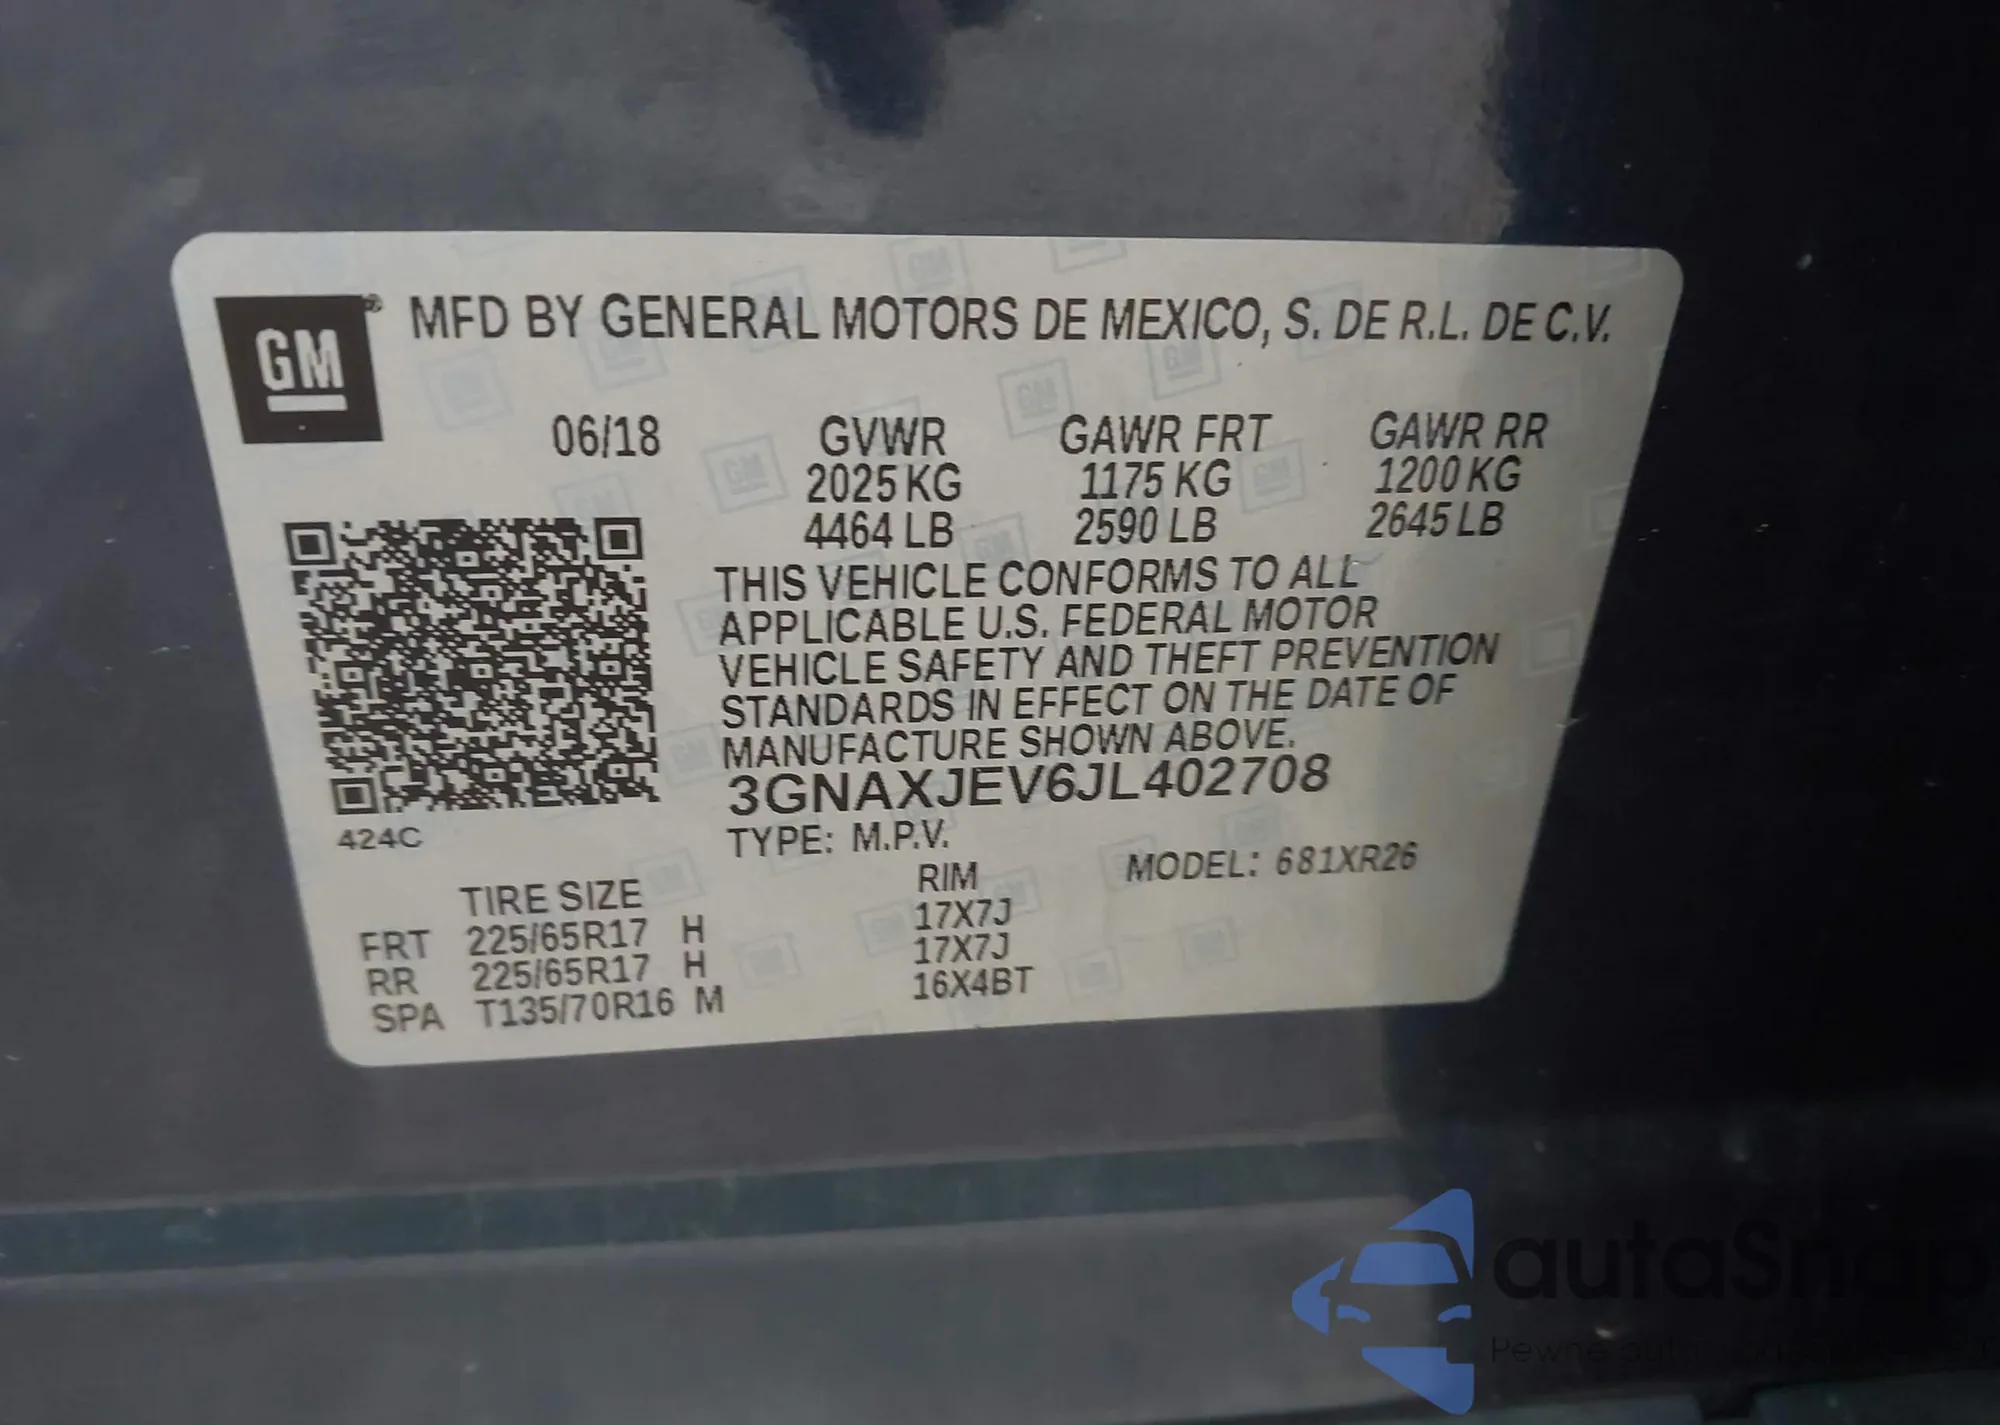 GM ® MFD BY GENERAL MOTORS DE MEXICO, S. DE R.L. DE C.V.
06/18 GVWR GAWR FRT GAWR RR
2025 KG 1175 KG 1200 KG
4464 LB 2590 LB 2645 LB
THIS VEHICLE CONFORMS TO ALL
APPLICABLE U.S. FEDERAL MOTOR
VEHICLE SAFETY AND THEFT PREVENTION
STANDARDS IN EFFECT ON THE DATE OF
MANUFACTURE SHOWN ABOVE.
3GNAXJEV6JL402708
424C
TYPE: M.P.V. MODEL: 681XR26
TIRE SIZE RIM
FRT 225/65R17 H 17X7J
RR 225/65R17 H 17X7J
SPA T135/70R16 M 16X4BT
autaSnap
Pewne auta